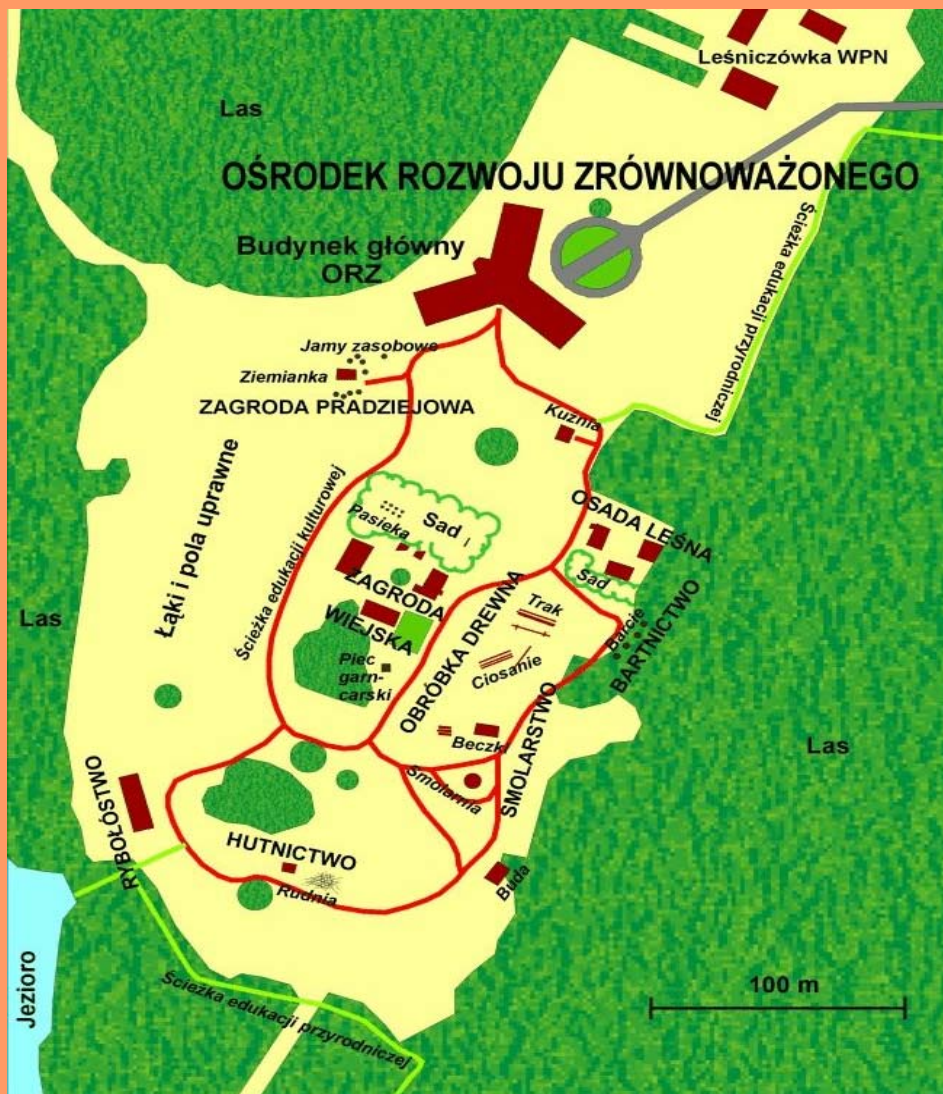 Leśniczówka WPN
Las
OŚRODEK ROZWOJU ZRÓWNOWAŻONEGO
Budynek główny
ORZ
Ścieżka edukacji przyrodniczej
Jamy zasobowe
Ziemianka
ZAGRODA PRADZIEJOWA
Kuźnia
Łąki i pola uprawne
Ścieżka edukacji kulturowej
Pasieka
Sad
OSADA LEŚNA
Sad
ZAGRODA
WIEJSKA
Piec
garn-
carski
OBRÓBKA DREWNA
Trak
Ciosanie
Barcie
BARTNICTWO
Las
Beczki
Smolarnia
SMOLARSTWO
Las
RYBOŁÓSTWO
HUTNICTWO
Rudnia
Buda
Jezioro
Ścieżka edukacji przyrodniczej
100 m